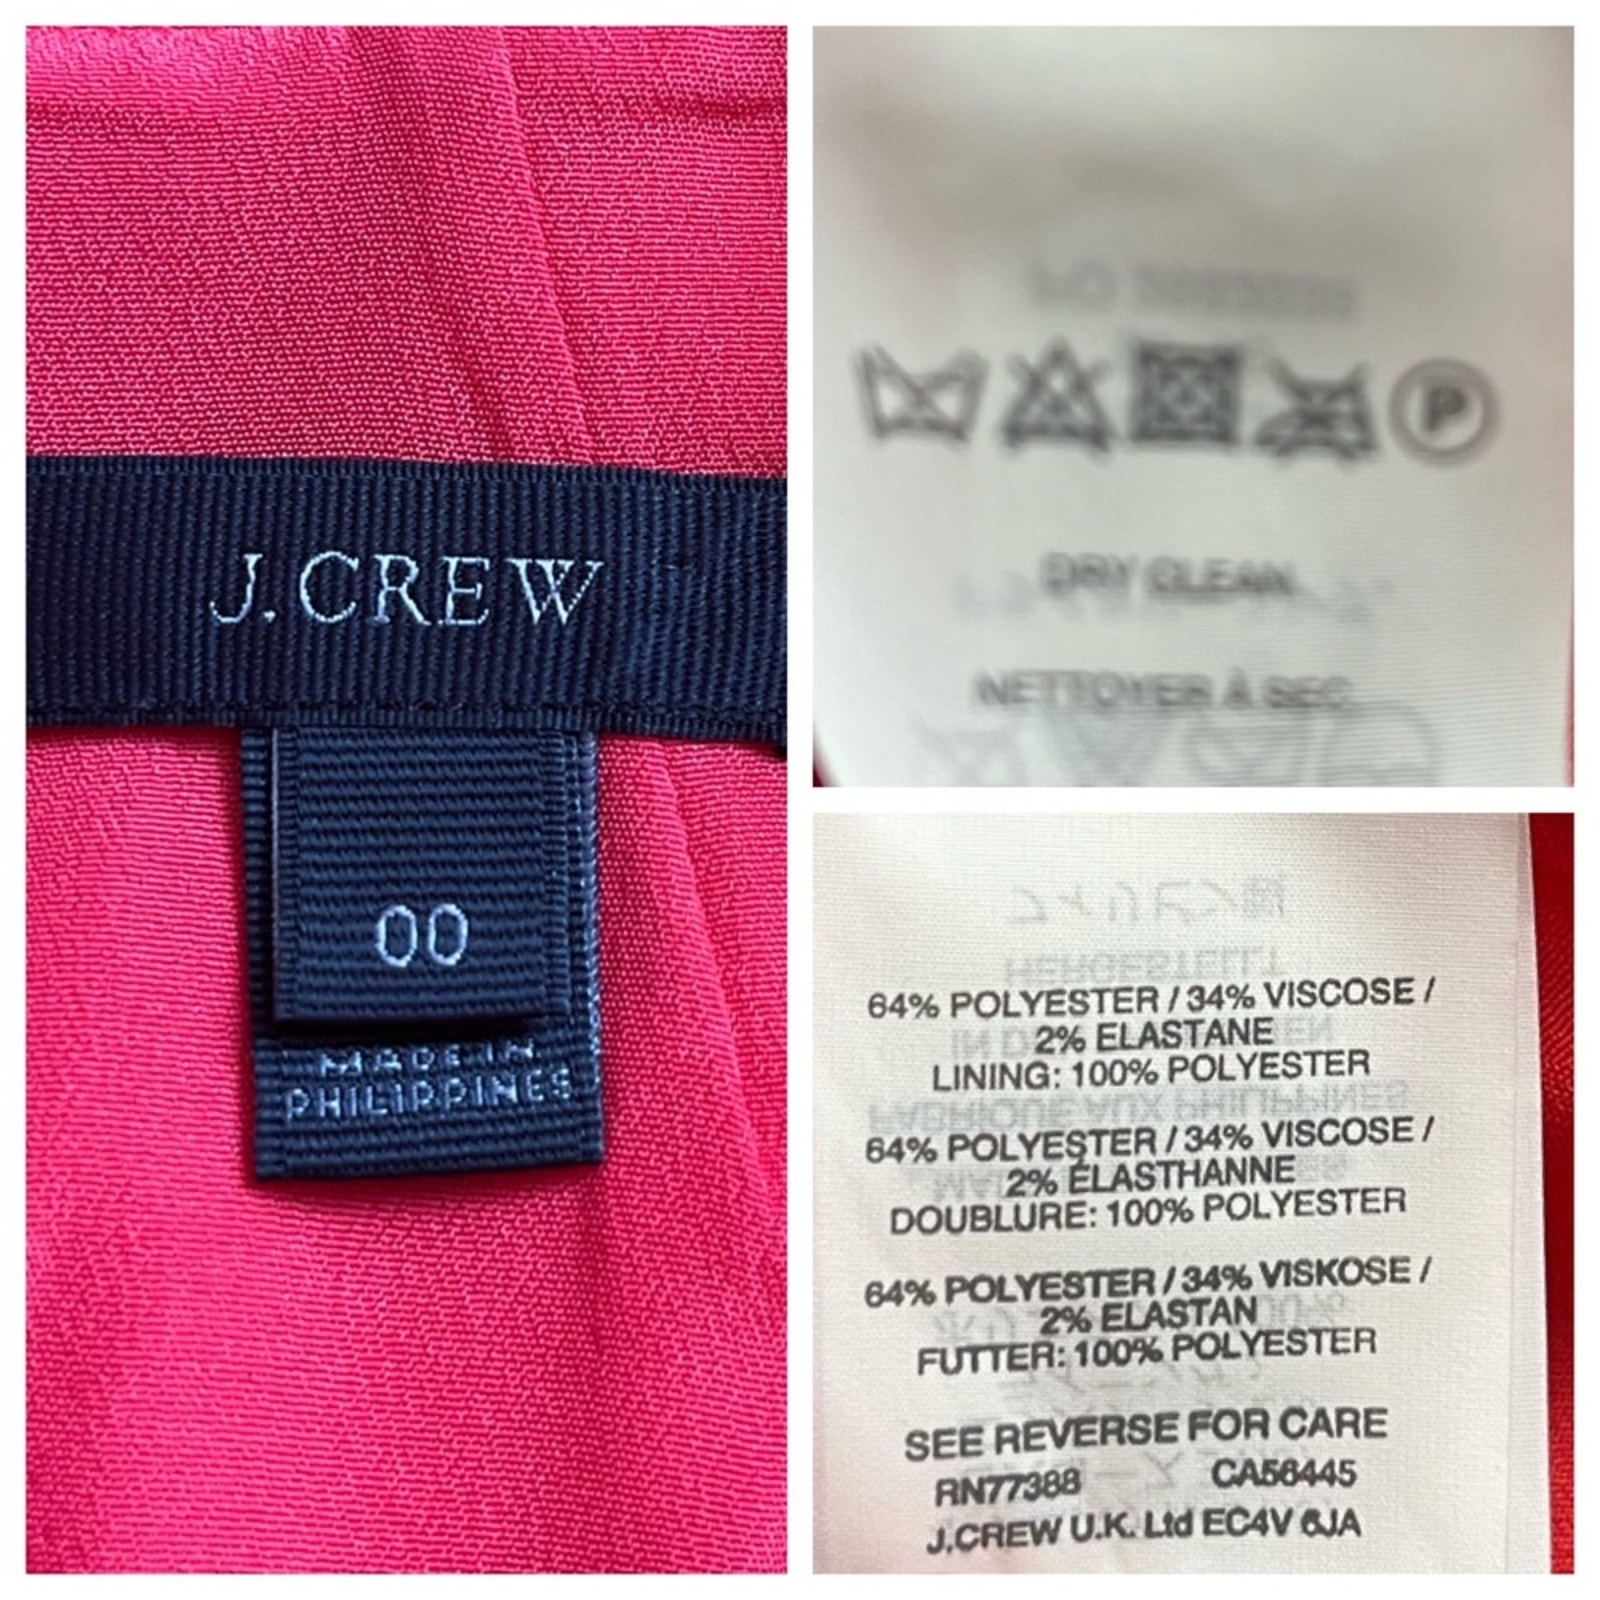 J.CREW
00
MADE IN
PHILIPPINES
P
DRY CLEAN
NETTOYER À SEC
64% POLYESTER / 34% VISCOSE /
2% ELASTANE
LINING: 100% POLYESTER
64% POLYESTER / 34% VISCOSE /
2% ÉLASTHANNE
DOUBLURE: 100% POLYESTER
64% POLYESTER / 34% VISKOSE /
2% ELASTAN
FUTTER: 100% POLYESTER
SEE REVERSE FOR CARE
RN77388 CA56445
J.CREW U.K. Ltd EC4V 6JA